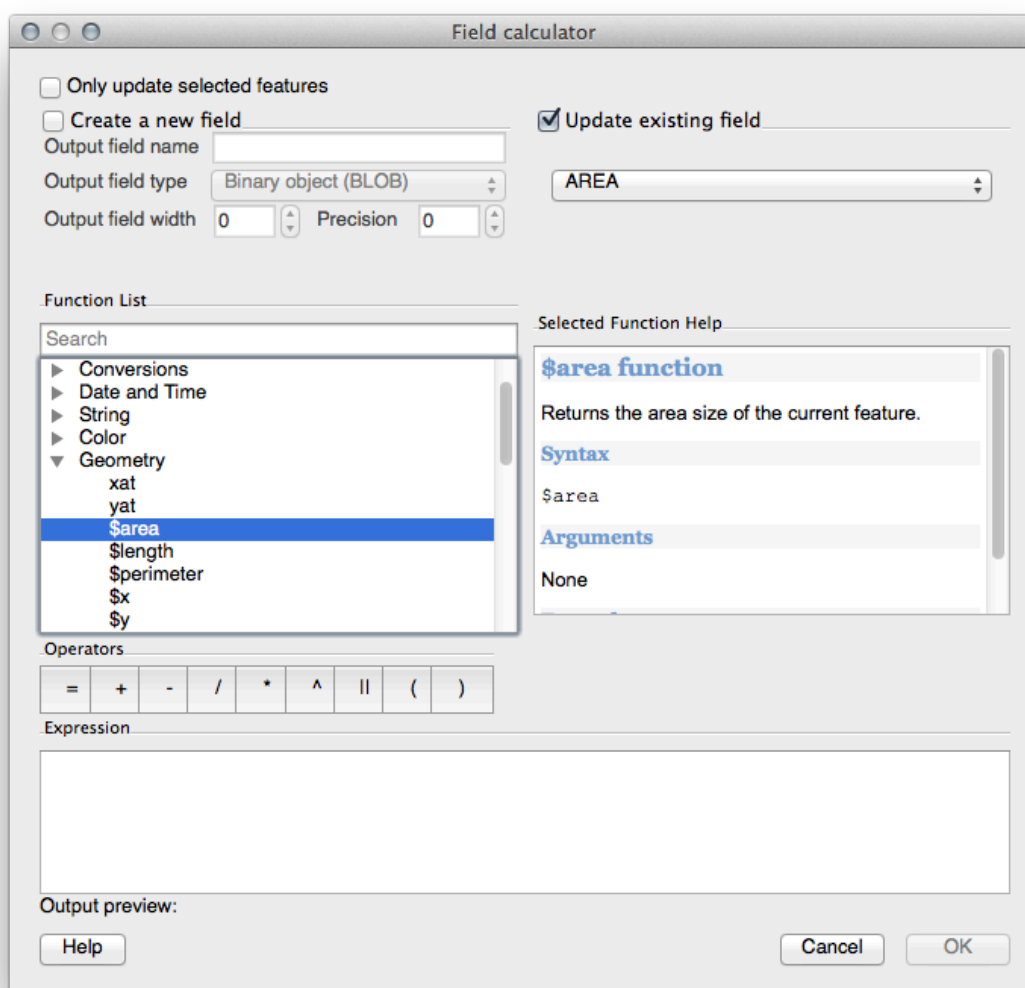 Field calculator
Only update selected features
Create a new field
Update existing field
Output field name
Output field type Binary object (BLOB)
AREA
Output field width 0 Precision 0
Function List
Selected Function Help
Search
Conversions
Date and Time
String
Color
Geometry
xat
yat
$area
$length
$perimeter
$x
$y
$area function
Returns the area size of the current feature.
Syntax
$area
Arguments
None
Operators
= + - / * ^ || ( )
Expression
Output preview:
Help Cancel OK